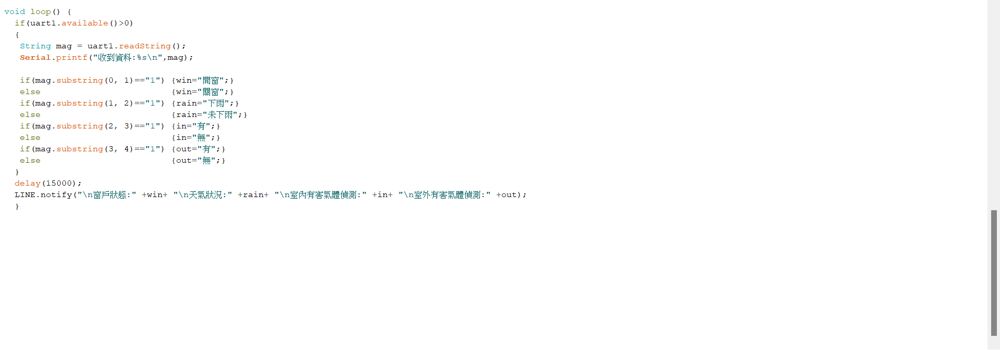 void loop() {
if(uart1.available()>0)
{
String mag = uart1.readString();
Serial.printf("收到資料:%s\n",mag);
if(mag.substring(0, 1)=="1") {win="開窗";}
else {win="關窗";}
if(mag.substring(1, 2)=="1") {rain="下雨";}
else {rain="未下雨";}
if(mag.substring(2, 3)=="1") {in="有";}
else {in="無";}
if(mag.substring(3, 4)=="1") {out="有";}
else {out="無";}
}
delay(15000);
LINE.notify("\n窗戶狀態:" +win+ "\n天氣狀況:" +rain+ "\n室內有害氣體偵測:" +in+ "\n室外有害氣體偵測:" +out);
}